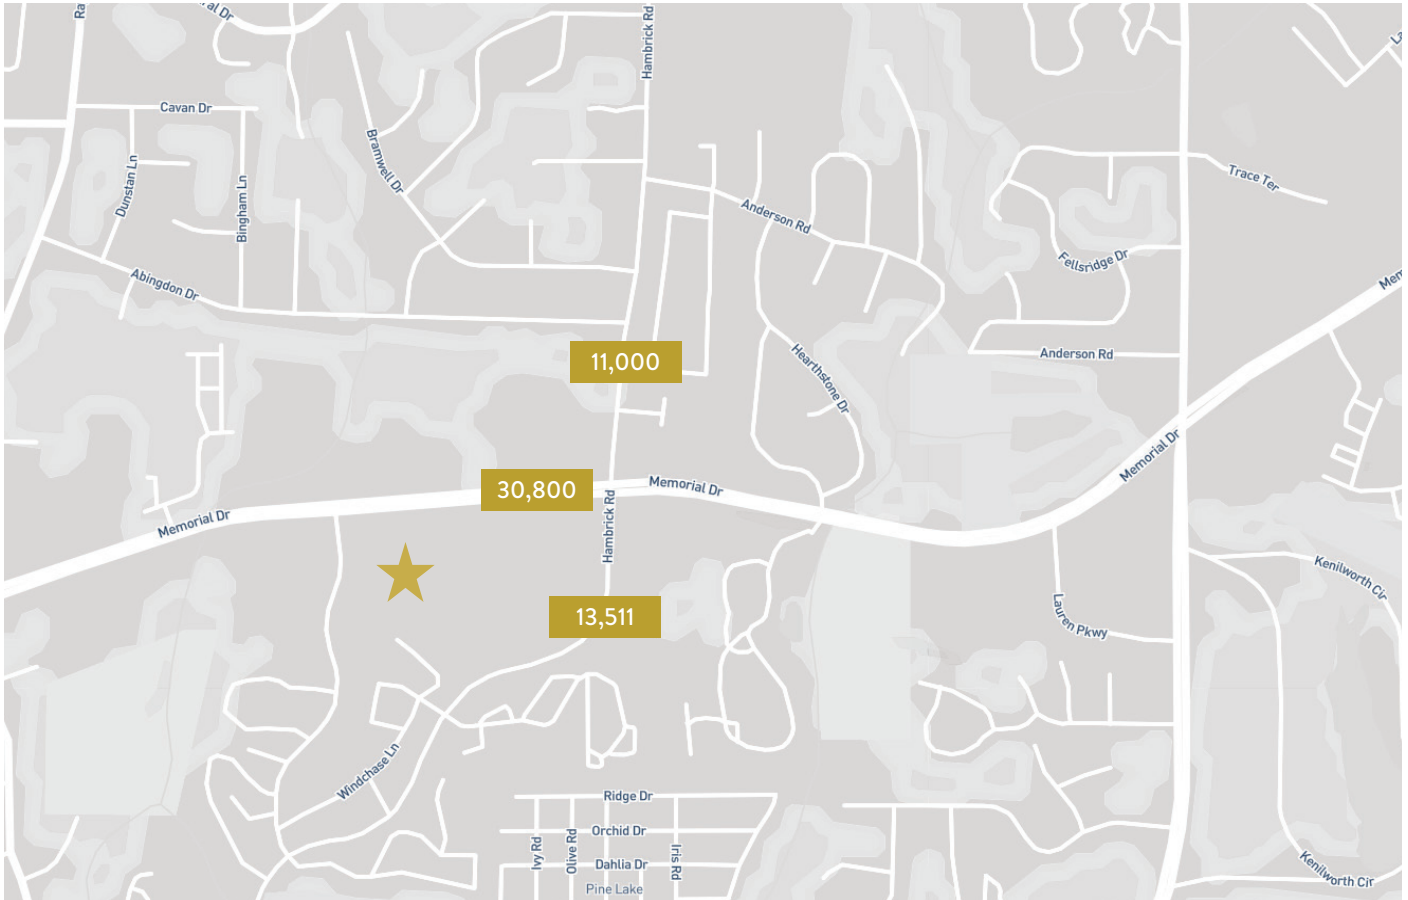 Hambrick Rd
Cavan Dr
Bramwell Dr
Dunstan Ln
Bingham Ln
Trace Ter
Anderson Rd
Fellsridge Dr
Abingdon Dr
Anderson Rd
11,000
Hearthstone Dr
Memorial Dr
30,800
Memorial Dr
Memorial Dr
Hambrick Rd
Kenilworth Cir
13,511
Lauren Pkwy
Windchase Ln
Ridge Dr
Orchid Dr
Ivy Rd
Olive Rd
Iris Rd
Dahlia Dr
Pine Lake
Kenilworth Cir